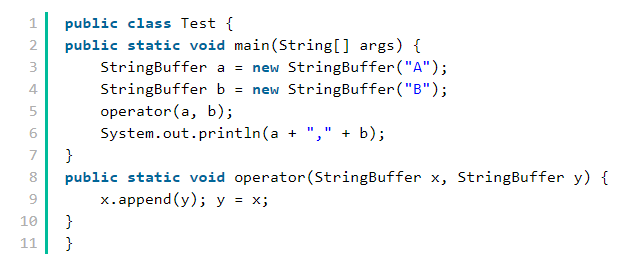 1 public class Test {
2 public static void main(String[] args) {
3     StringBuffer a = new StringBuffer("A");
4     StringBuffer b = new StringBuffer("B");
5     operator(a, b);
6     System.out.println(a + "," + b);
7 }
8 public static void operator(StringBuffer x, StringBuffer y) {
9     x.append(y); y = x;
10 }
11 }